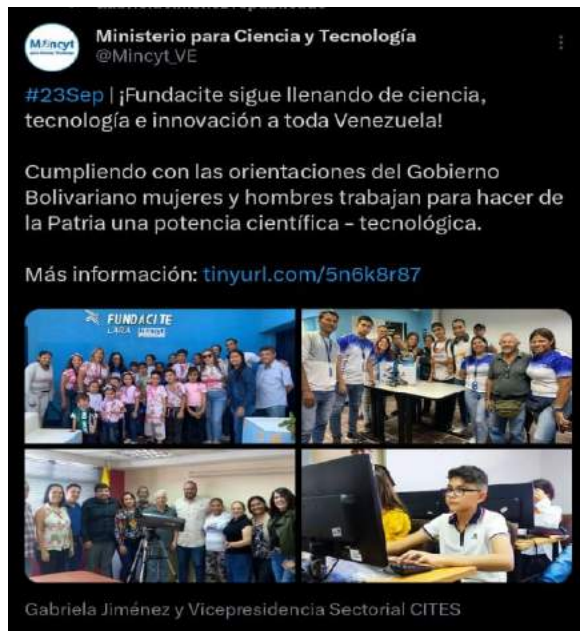 Mincyt
Ministerio para Ciencia y Tecnología
@Mincyt_VE
#23Sep | ¡Fundacite sigue llenando de ciencia,
tecnología e innovación a toda Venezuela!
Cumpliendo con las orientaciones del Gobierno
Bolivariano mujeres y hombres trabajan para hacer de
la Patria una potencia científica – tecnológica.
Más información: tinyurl.com/5n6k8r87
FUNDACITE
LARA Mincyt
Gabriela Jiménez y Vicepresidencia Sectorial CITES